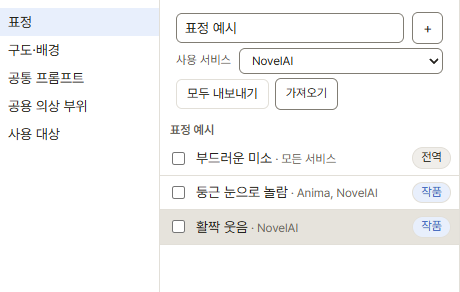 표정
구도·배경
공통 프롬프트
공용 의상 부위
사용 대상
표정 예시 +
사용 서비스 NovelAI
모두 내보내기 가져오기
표정 예시
부드러운 미소 · 모든 서비스 전역
둥근 눈으로 놀람 · Anima, NovelAI 작품
활짝 웃음 · NovelAI 작품